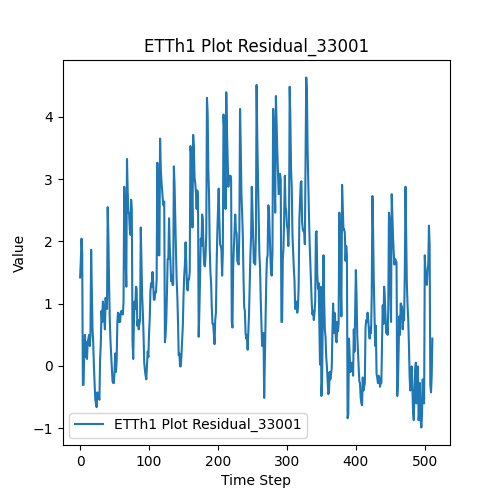 ETTh1 Plot Residual_33001
Value
4
3
2
1
0
−1
ETTh1 Plot Residual_33001
0 100 200 300 400 500
Time Step